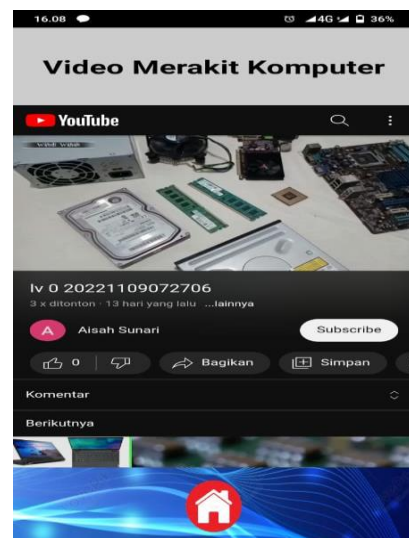 16.08
4G 36%
Video Merakit Komputer
YouTube
lv 0 20221109072706
3 x ditonton · 13 hari yang lalu ...lainnya
A Aisah Sunari Subscribe
0 Bagikan Simpan
Komentar
Berikutnya